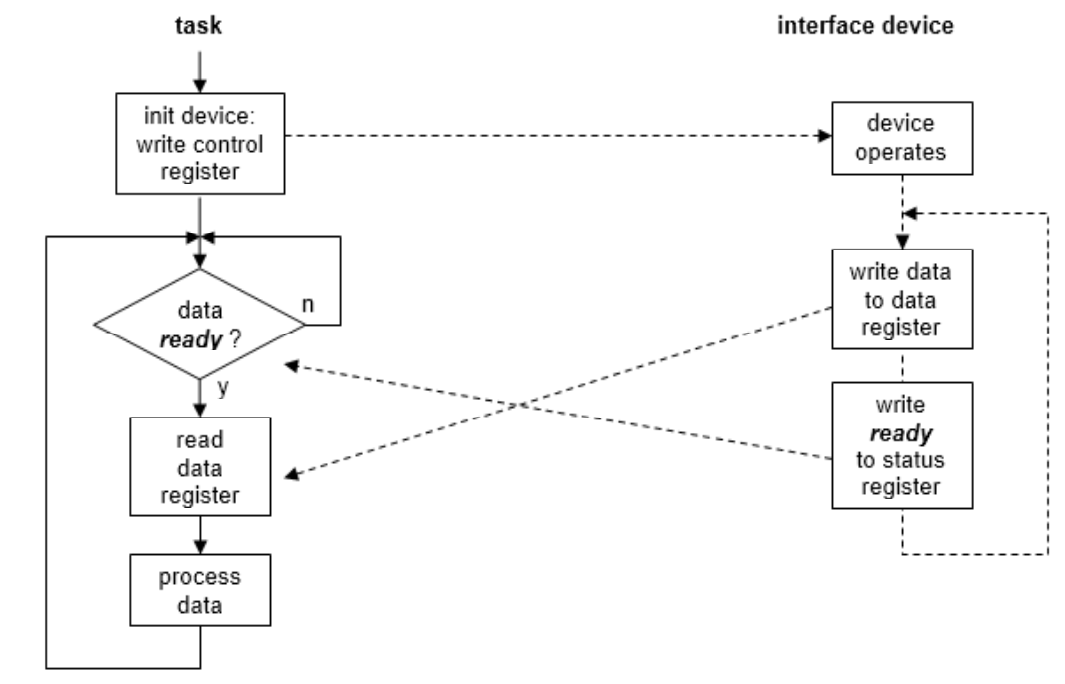 task
interface device
init device:
write control
register
device
operates
data
ready ?
n
y
write data
to data
register
read
data
register
write
ready
to status
register
process
data